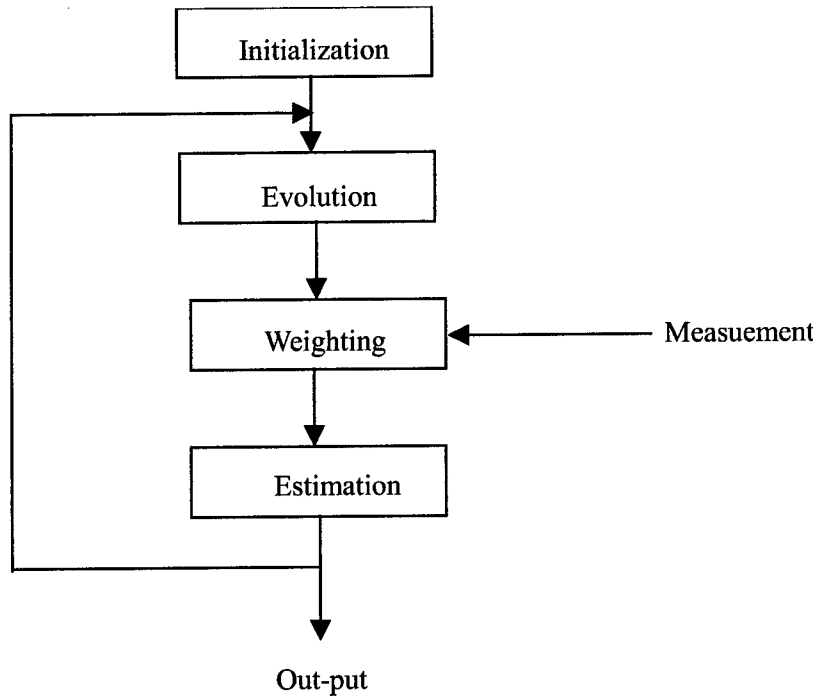 Initialization
Evolution
Weighting
Measuement
Estimation
Out-put